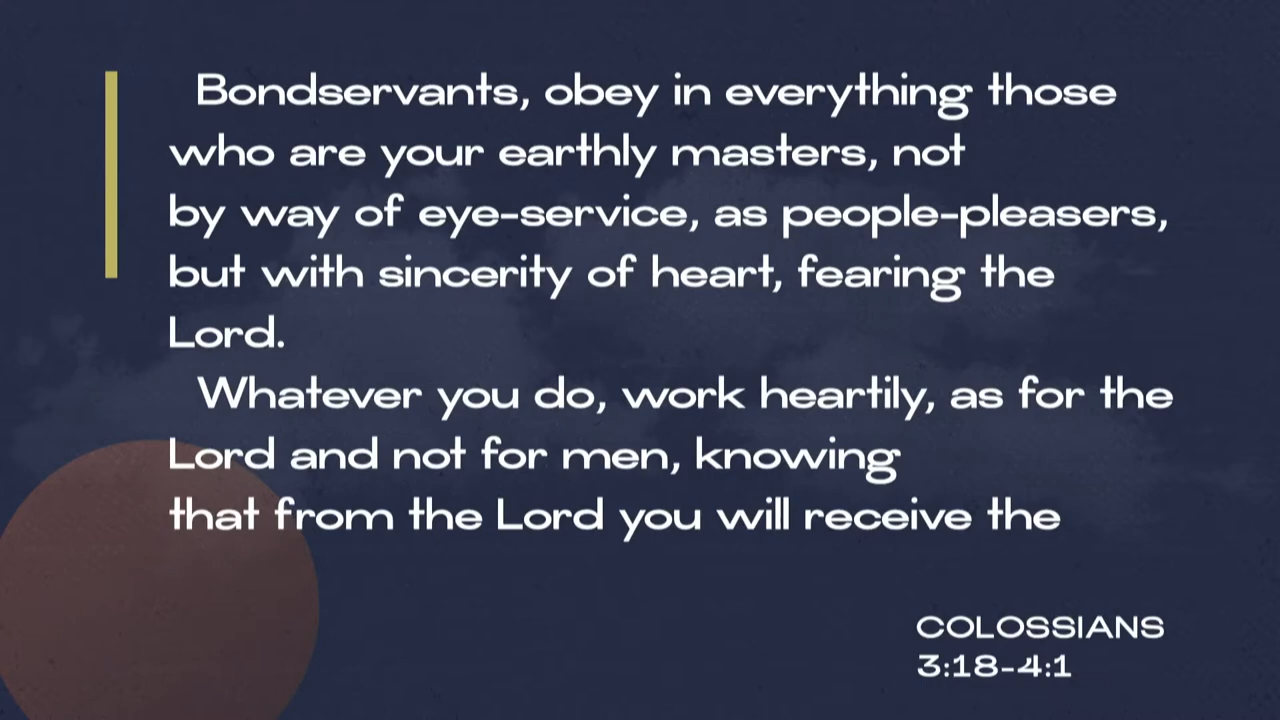 Bondservants, obey in everything those
who are your earthly masters, not
by way of eye-service, as people-pleasers,
but with sincerity of heart, fearing the
Lord.
Whatever you do, work heartily, as for the
Lord and not for men, knowing
that from the Lord you will receive the
COLOSSIANS
3:18-4:1